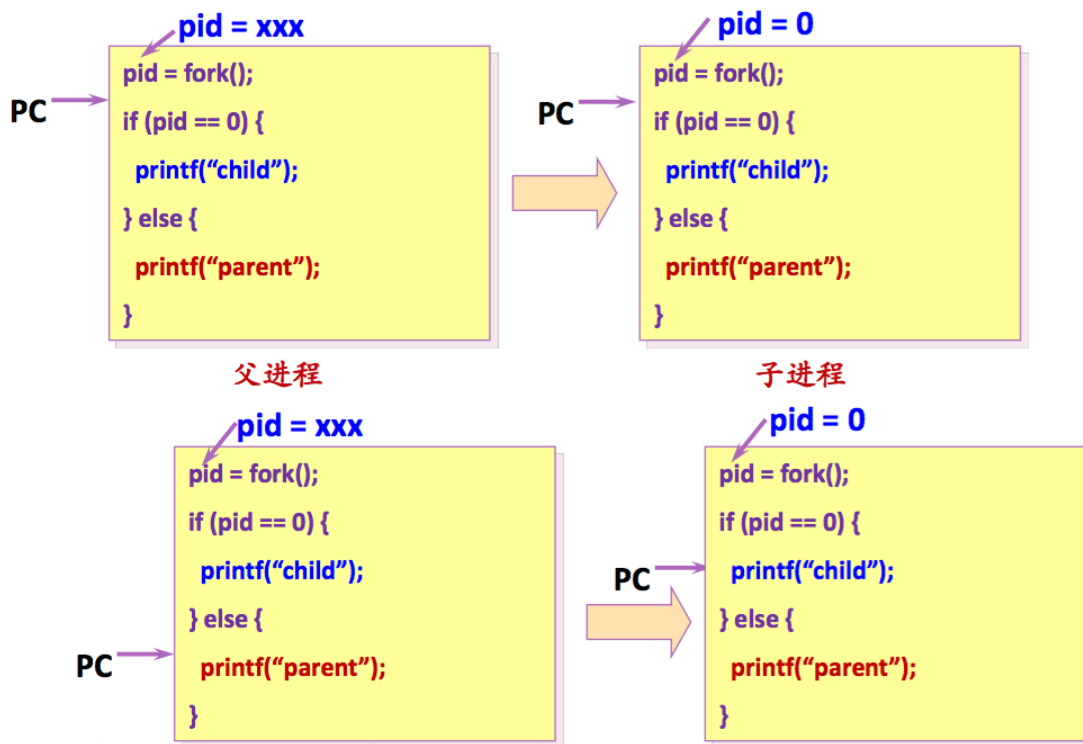 pid = xxx
pid = fork();
PC
if (pid == 0) {
printf(“child”);
} else {
printf(“parent”);
}
父进程
pid = 0
pid = fork();
PC
if (pid == 0) {
printf(“child”);
} else {
printf(“parent”);
}
子进程
pid = xxx
pid = fork();
if (pid == 0) {
printf(“child”);
} else {
PC
printf(“parent”);
}
pid = 0
pid = fork();
if (pid == 0) {
PC
printf(“child”);
} else {
printf(“parent”);
}